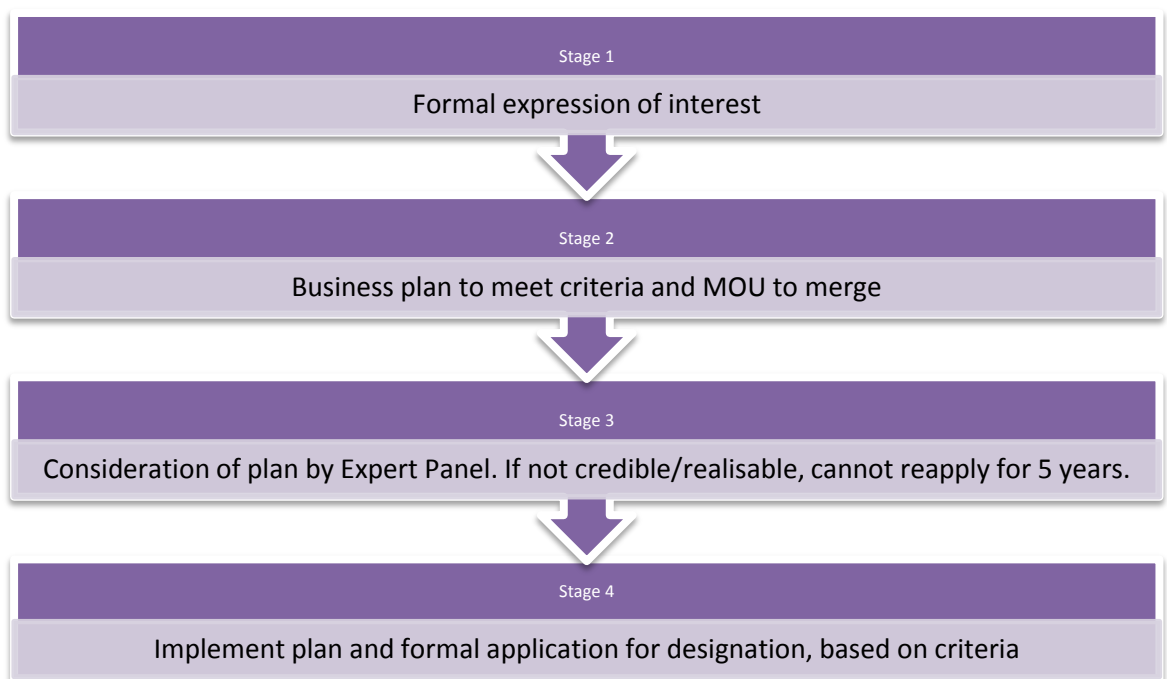 Stage 1
Formal expression of interest
Stage 2
Business plan to meet criteria and MOU to merge
Stage 3
Consideration of plan by Expert Panel. If not credible/realisable, cannot reapply for 5 years.
Stage 4
Implement plan and formal application for designation, based on criteria